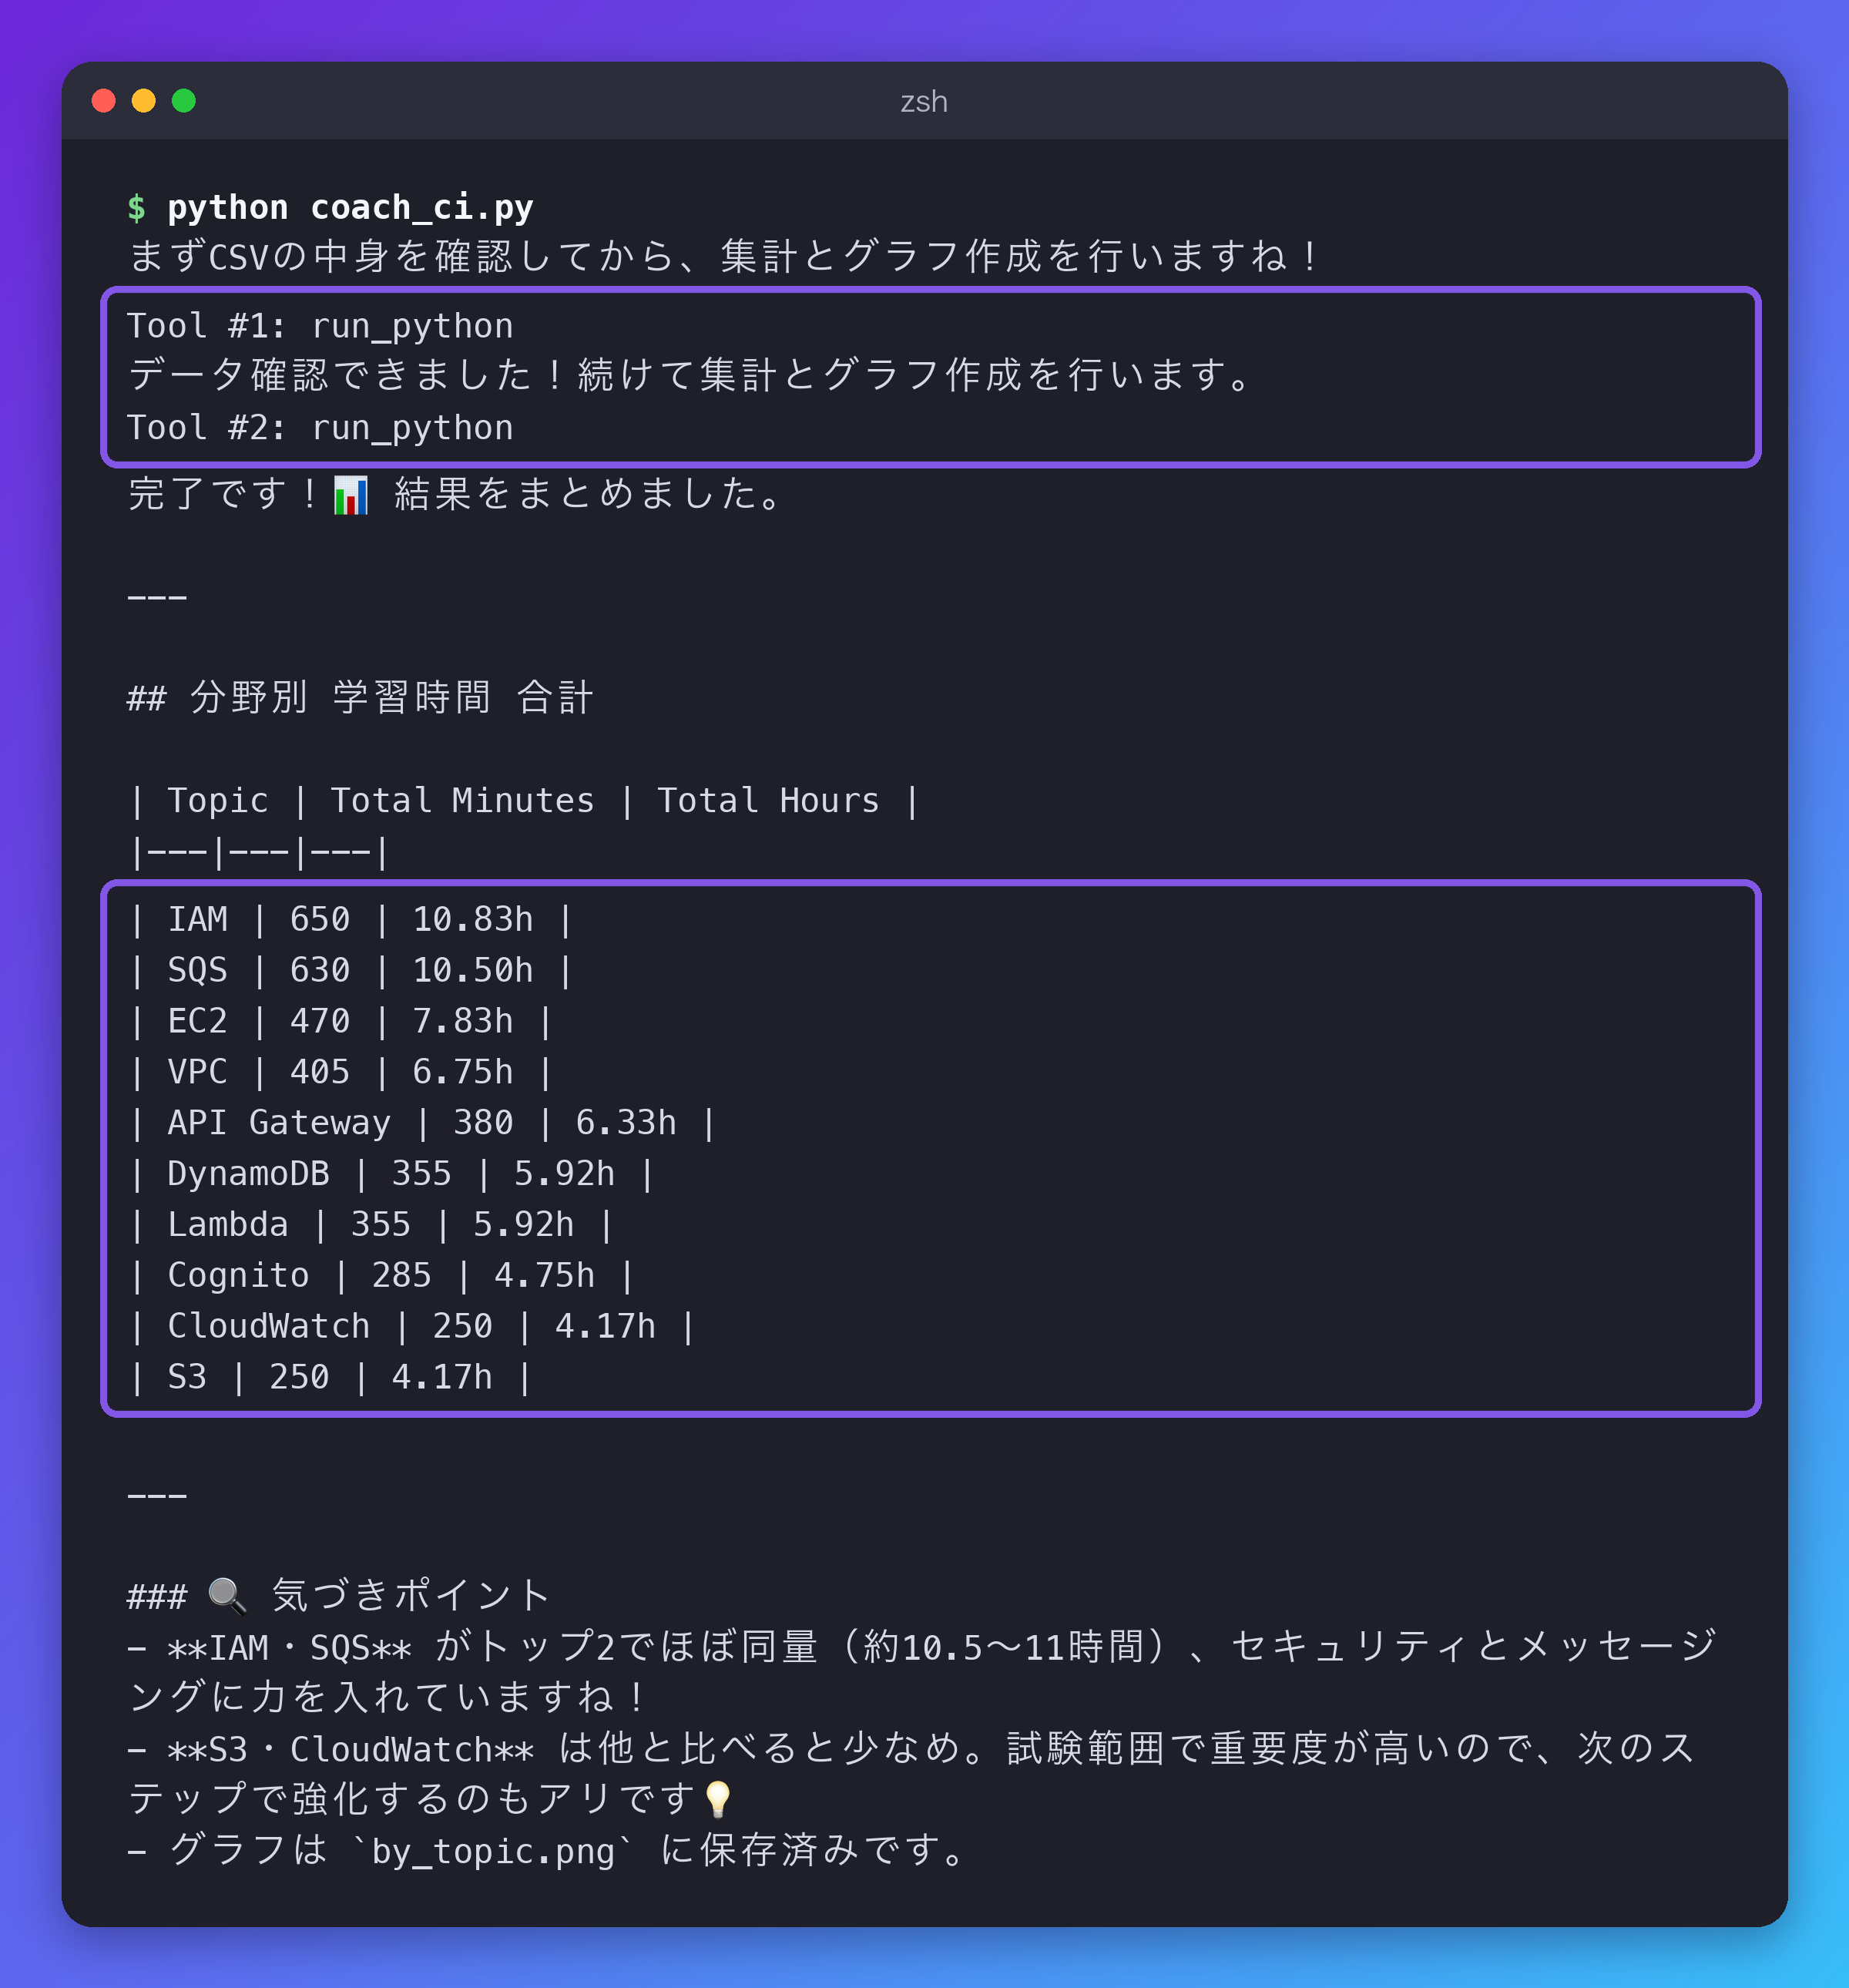 zsh
$ python coach_ci.py
まずCSVの中身を確認してから、集計とグラフ作成を行いますね！
Tool #1: run_python
データ確認できました！続けて集計とグラフ作成を行います。
Tool #2: run_python
完了です！📊 結果をまとめました。
---
## 分野別 学習時間 合計
| Topic | Total Minutes | Total Hours |
|---|---|---|
| IAM | 650 | 10.83h |
| SQS | 630 | 10.50h |
| EC2 | 470 | 7.83h |
| VPC | 405 | 6.75h |
| API Gateway | 380 | 6.33h |
| DynamoDB | 355 | 5.92h |
| Lambda | 355 | 5.92h |
| Cognito | 285 | 4.75h |
| CloudWatch | 250 | 4.17h |
| S3 | 250 | 4.17h |
---
### 🔍 気づきポイント
- **IAM・SQS** がトップ2でほぼ同量（約10.5〜11時間）、セキュリティとメッセージ
ングに力を入れていますね！
- **S3・CloudWatch** は他と比べると少なめ。試験範囲で重要度が高いので、次のス
テップで強化するのもアリです💡
- グラフは `by_topic.png` に保存済みです。